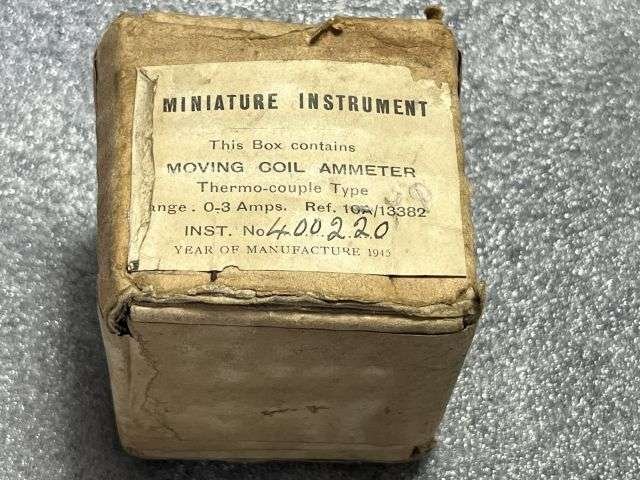 MINIATURE INSTRUMENT
This Box contains
MOVING COIL AMMETER
Thermo-couple Type
ange. 0-3 Amps. Ref. 10A/13382
INST. No 400220
YEAR OF MANUFACTURE 1945